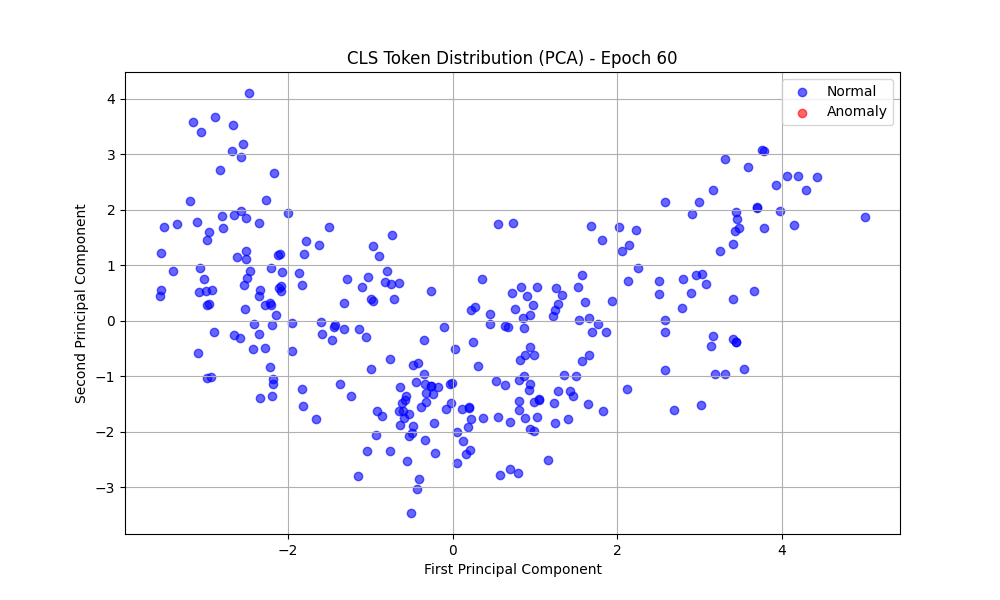 CLS Token Distribution (PCA) - Epoch 60
Normal
Anomaly
Second Principal Component
4
3
2
1
0
−1
−2
−3
−2
0
2
4
First Principal Component